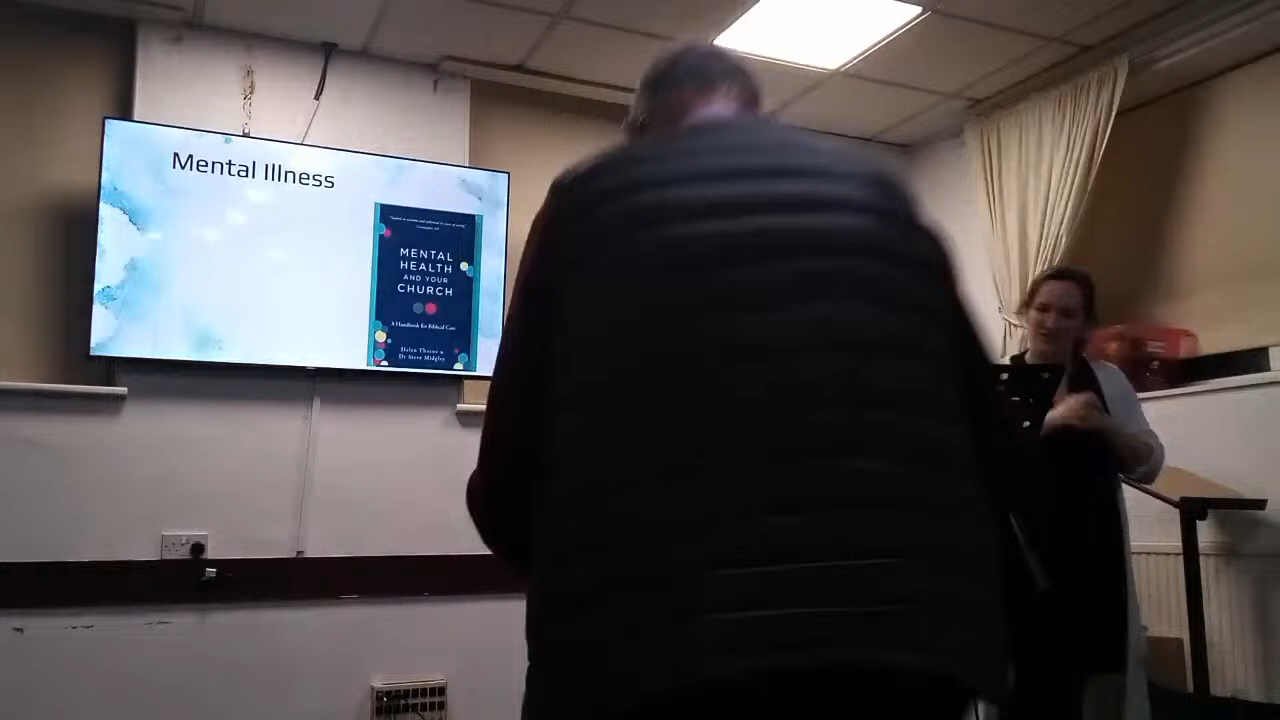 Mental Illness
MENTAL
HEALTH
AND YOUR
CHURCH
A Handbook for Biblical Care
Helen Thorne &
Dr Steve Midgley